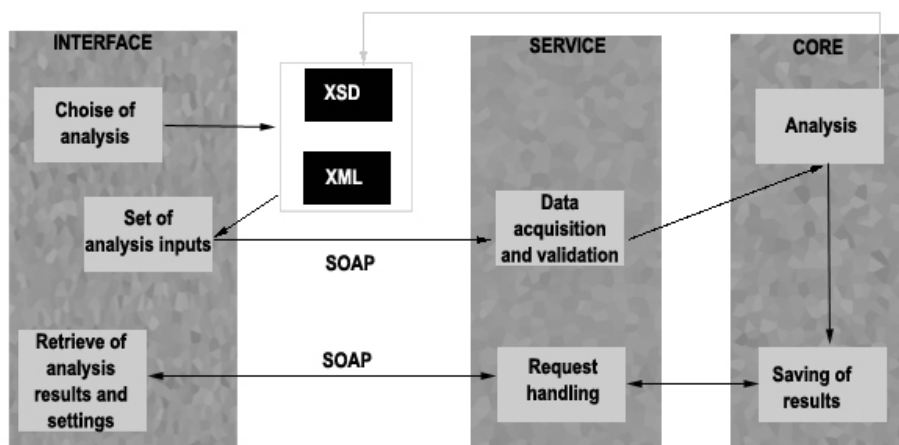 INTERFACE
SERVICE
CORE
XSD
XML
Choise of
analysis
Set of
analysis inputs
SOAP
Data
acquisition
and validation
Analysis
Retrieve of
analysis
results and
settings
SOAP
Request
handling
Saving of
results